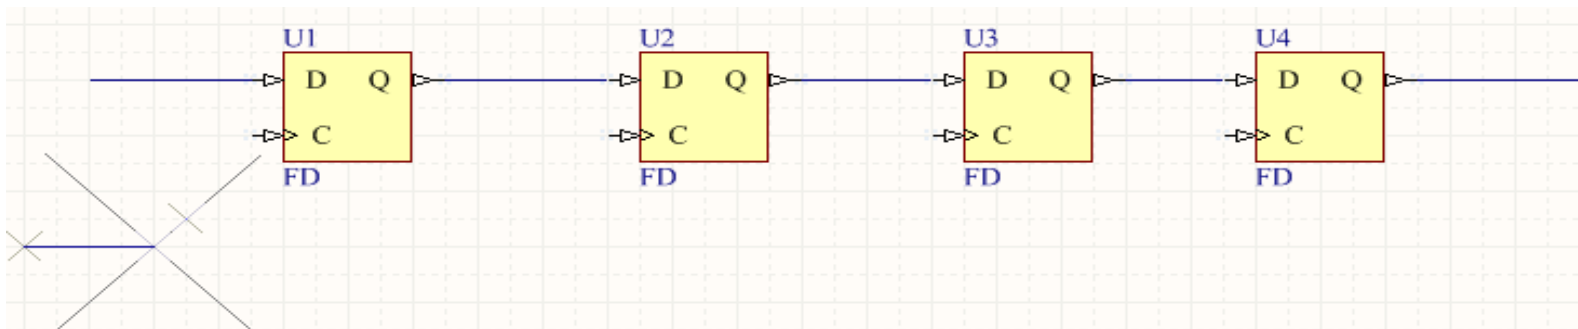 U1 U2 U3 U4
D Q D Q D Q D Q
C C C C
FD FD FD FD